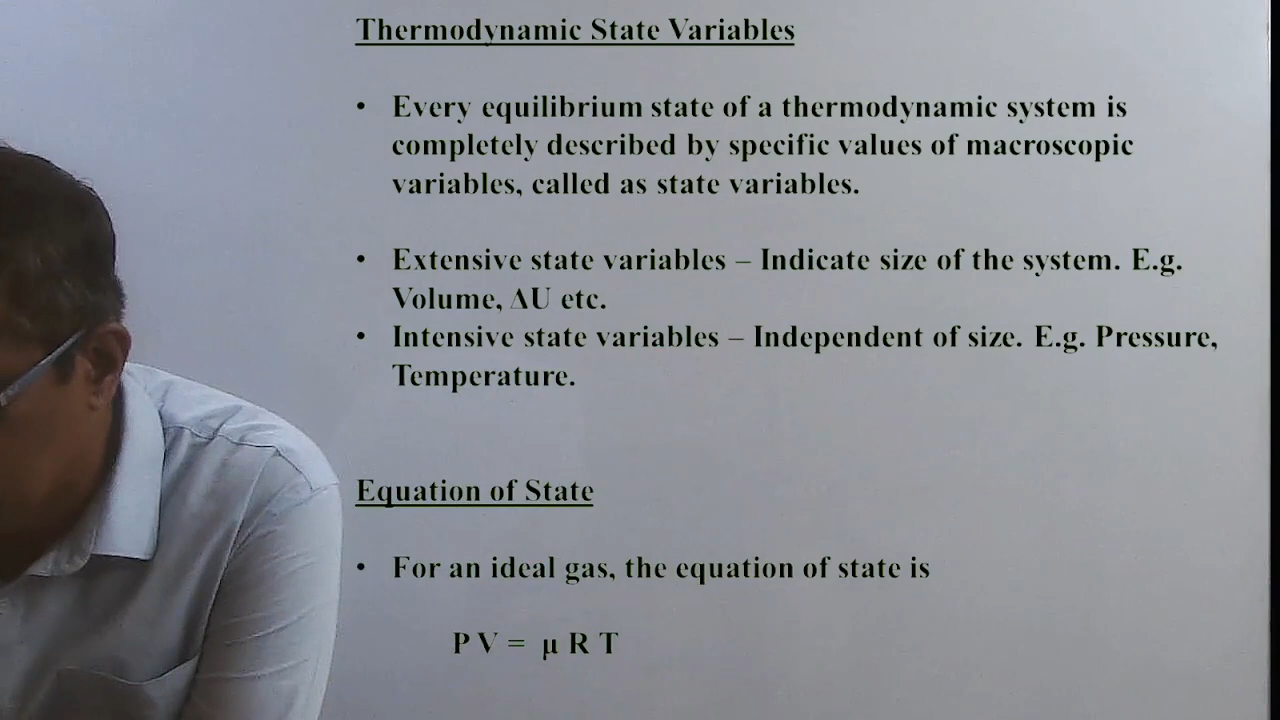 Thermodynamic State Variables
• Every equilibrium state of a thermodynamic system is
completely described by specific values of macroscopic
variables, called as state variables.
• Extensive state variables – Indicate size of the system. E.g.
Volume, ΔU etc.
• Intensive state variables – Independent of size. E.g. Pressure,
Temperature.
Equation of State
• For an ideal gas, the equation of state is
P V = μ R T